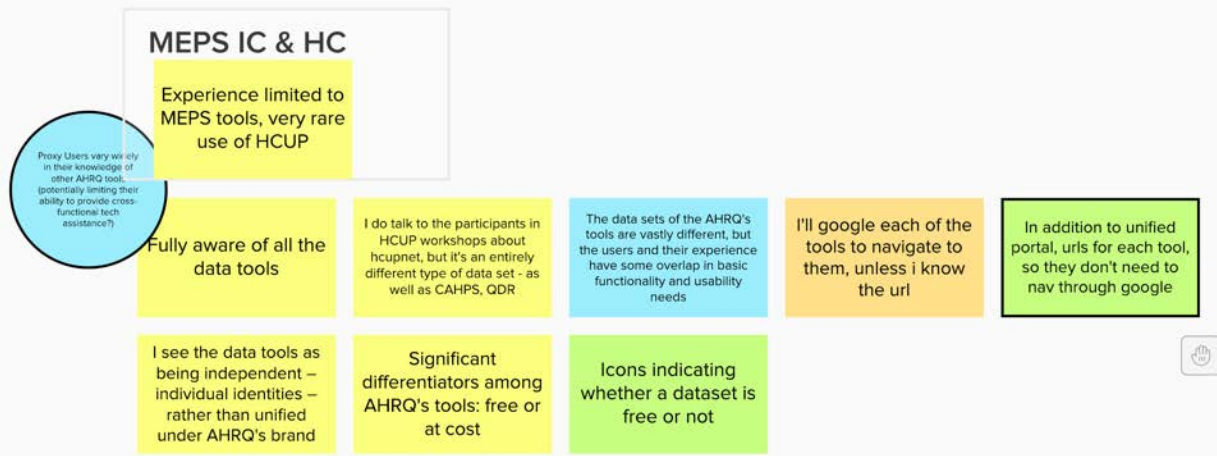 MEPS IC & HC
Experience limited to
MEPS tools, very rare
use of HCUP
Proxy Users vary widely
in their knowledge of
other AHRQ tools
(potentially limiting their
ability to provide cross-
functional tech
assistance?)
Fully aware of all the
data tools
I do talk to the participants in
HCUP workshops about
hcupnet, but it's an entirely
different type of data set - as
well as CAHPS, QDR
The data sets of the AHRQ's
tools are vastly different, but
the users and their experience
have some overlap in basic
functionality and usability
needs
I'll google each of the
tools to navigate to
them, unless i know
the url
In addition to unified
portal, urls for each tool,
so they don't need to
nav through google
I see the data tools as
being independent –
individual identities –
rather than unified
under AHRQ's brand
Significant
differentiators among
AHRQ's tools: free or
at cost
Icons indicating
whether a dataset is
free or not